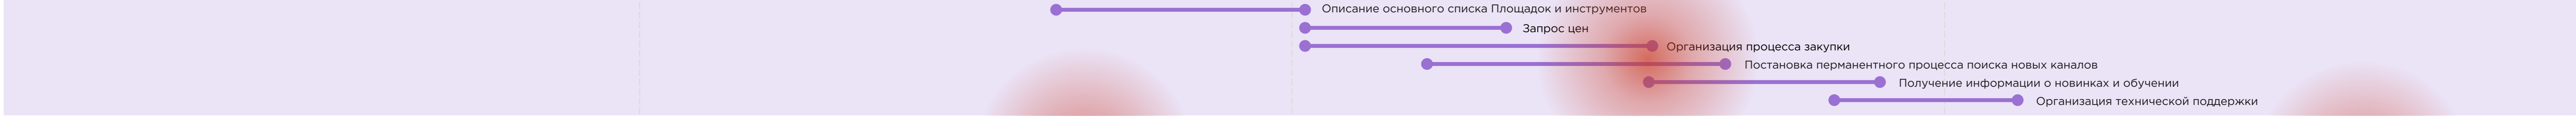 Описание основного списка Площадок и инструментов
Запрос цен
Организация процесса закупки
Постановка перманентного процесса поиска новых каналов
Получение информации о новинках и обучении
Организация технической поддержки